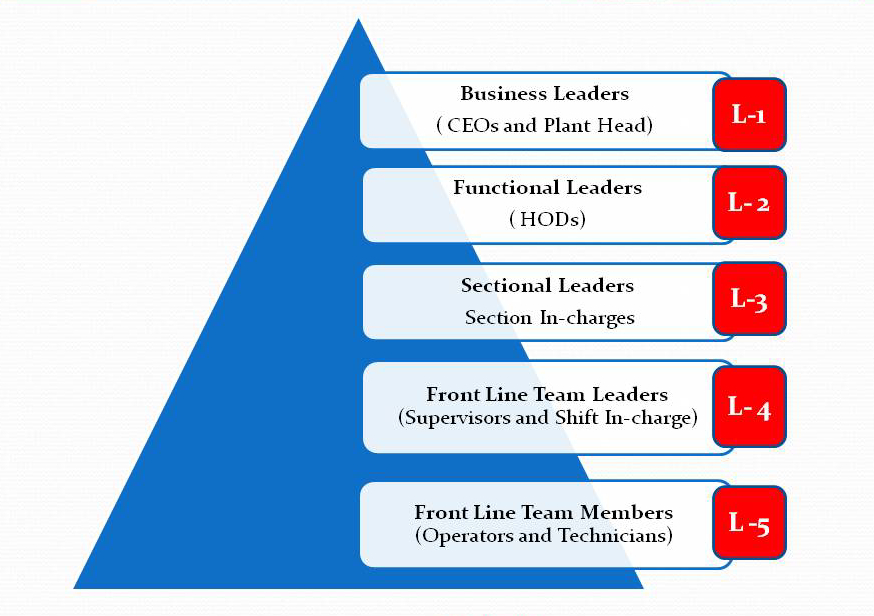 Business Leaders
( CEOs and Plant Head)
L-1
Functional Leaders
( HODs)
L- 2
Sectional Leaders
Section In-charges
L-3
Front Line Team Leaders
(Supervisors and Shift In-charge)
L- 4
Front Line Team Members
(Operators and Technicians)
L -5